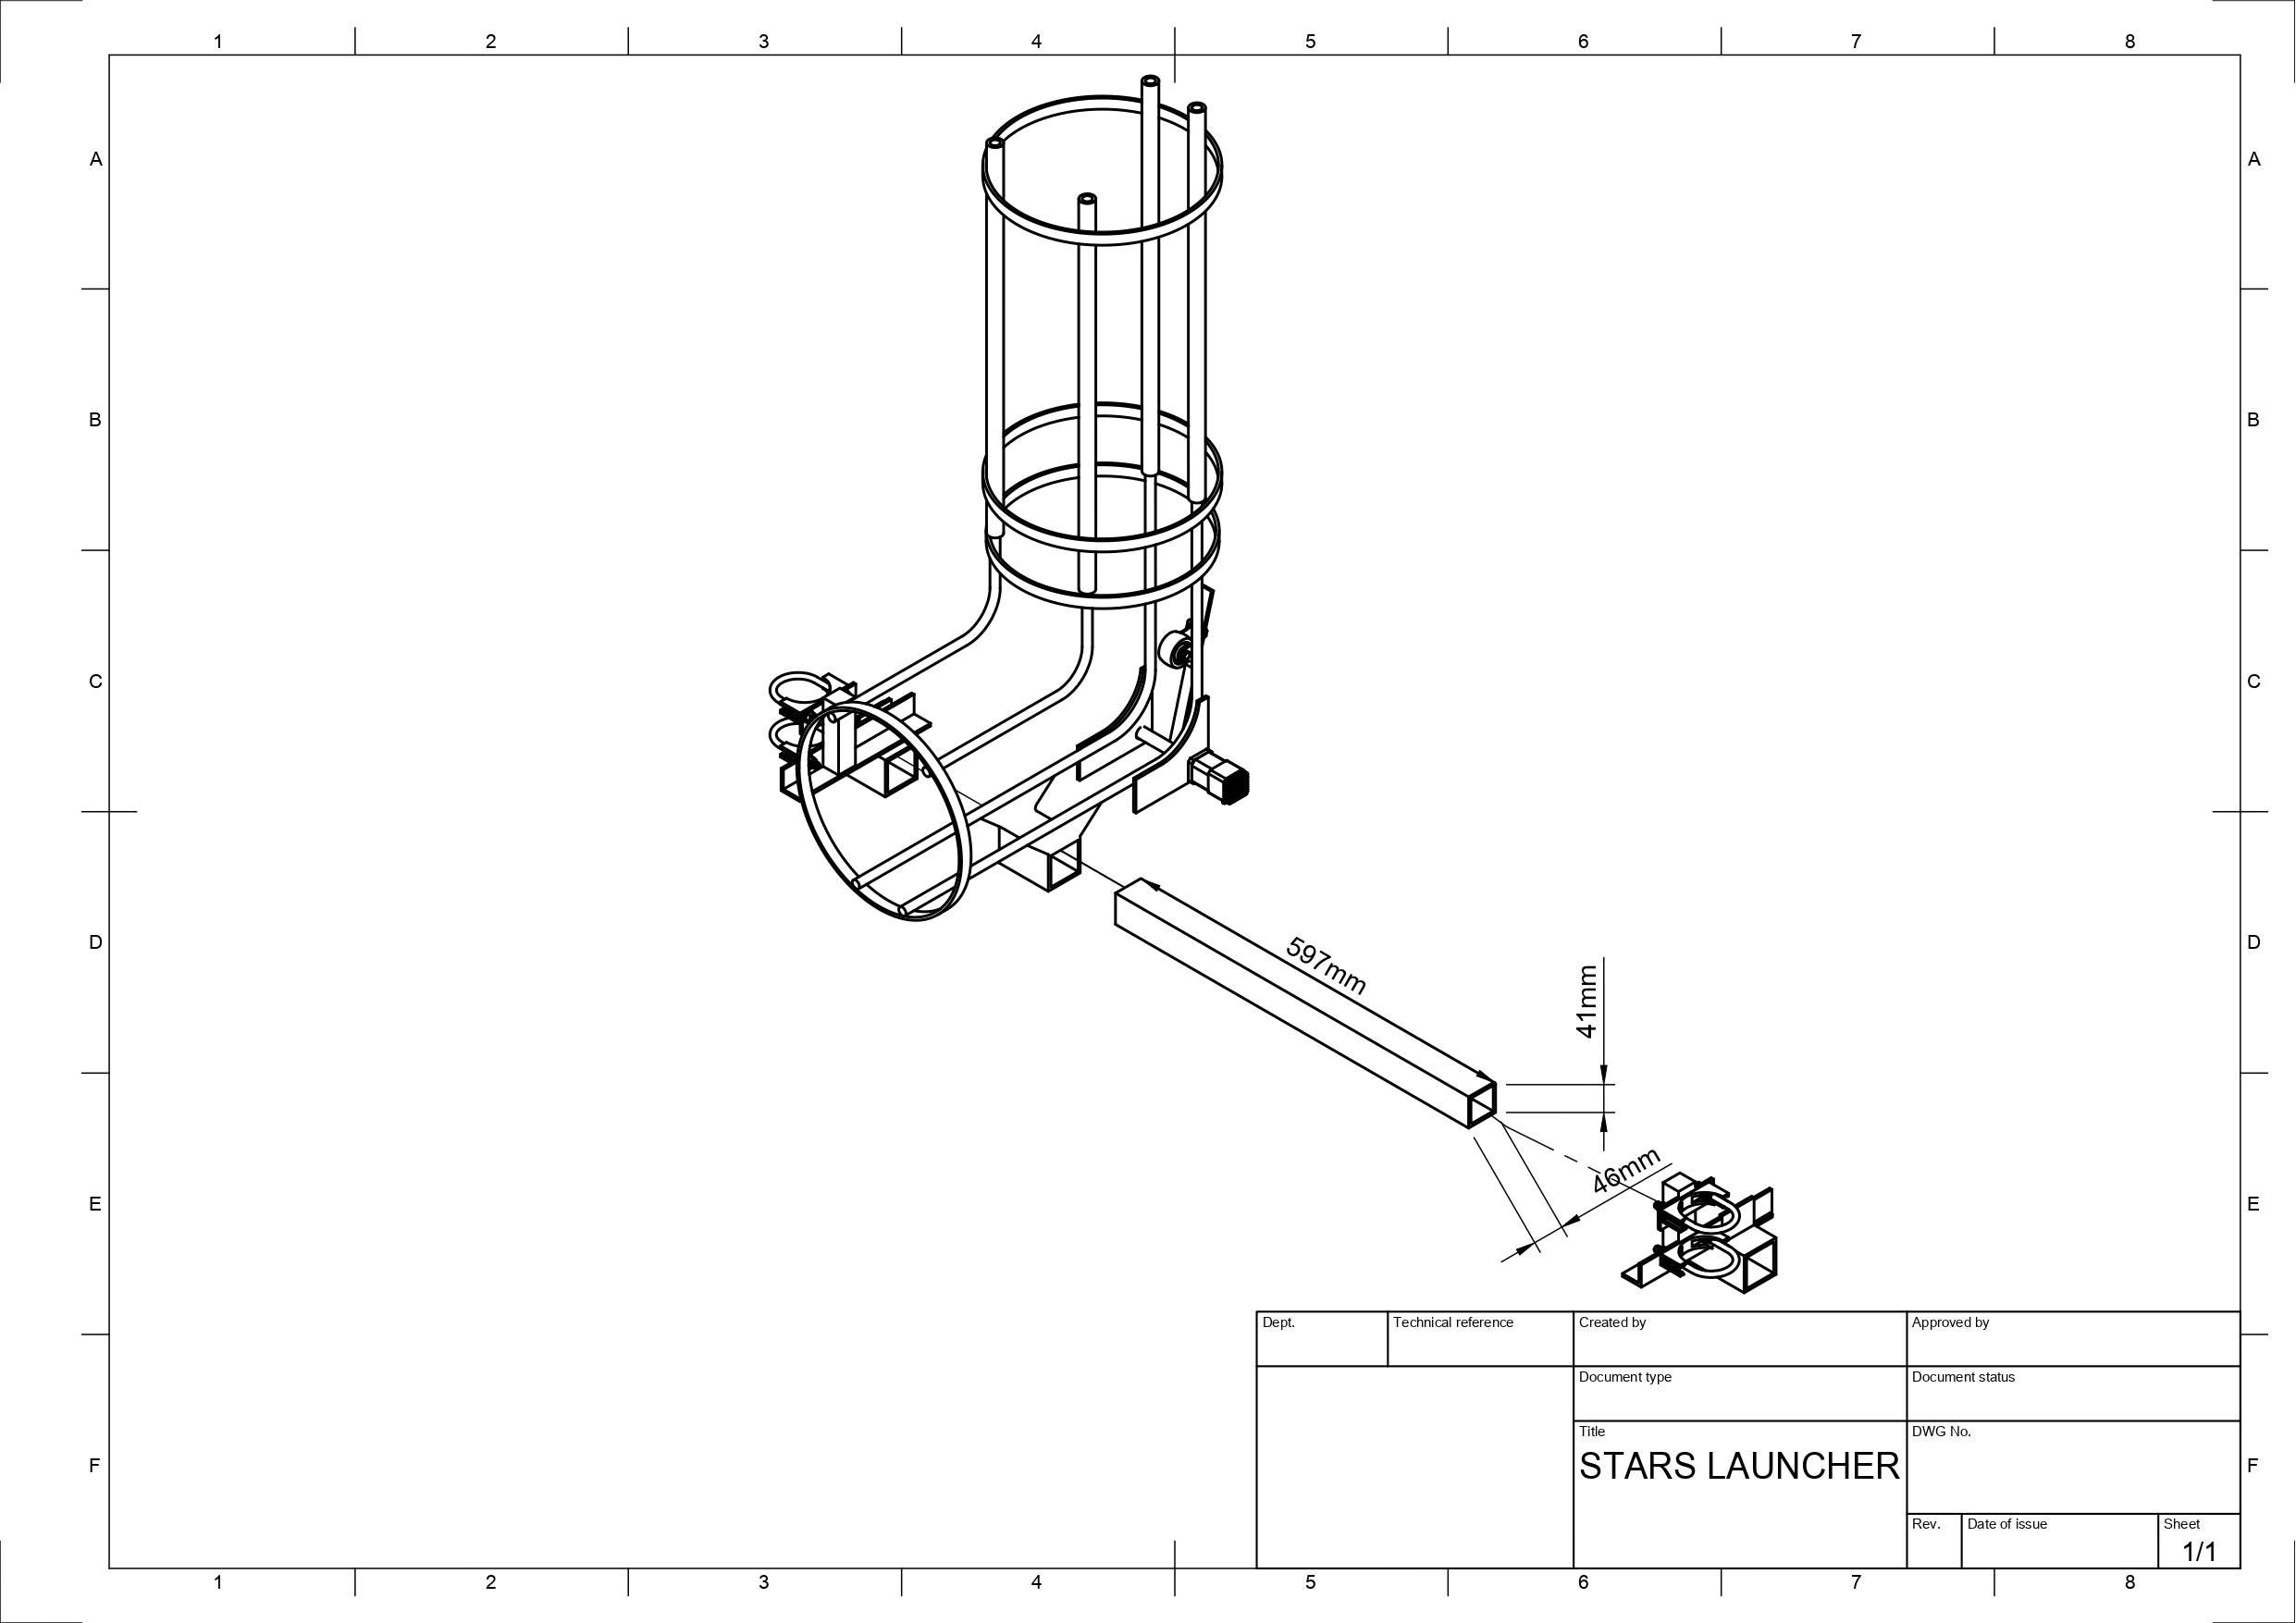 1 2 3 4 5 6 7 8
A A
B B
C C
597mm
D D
41mm
46mm
E E
Dept. Technical reference Created by Approved by
Document type Document status
Title DWG No.
STARS LAUNCHER
F F
Rev. Date of issue Sheet
1/1
1 2 3 4 5 6 7 8